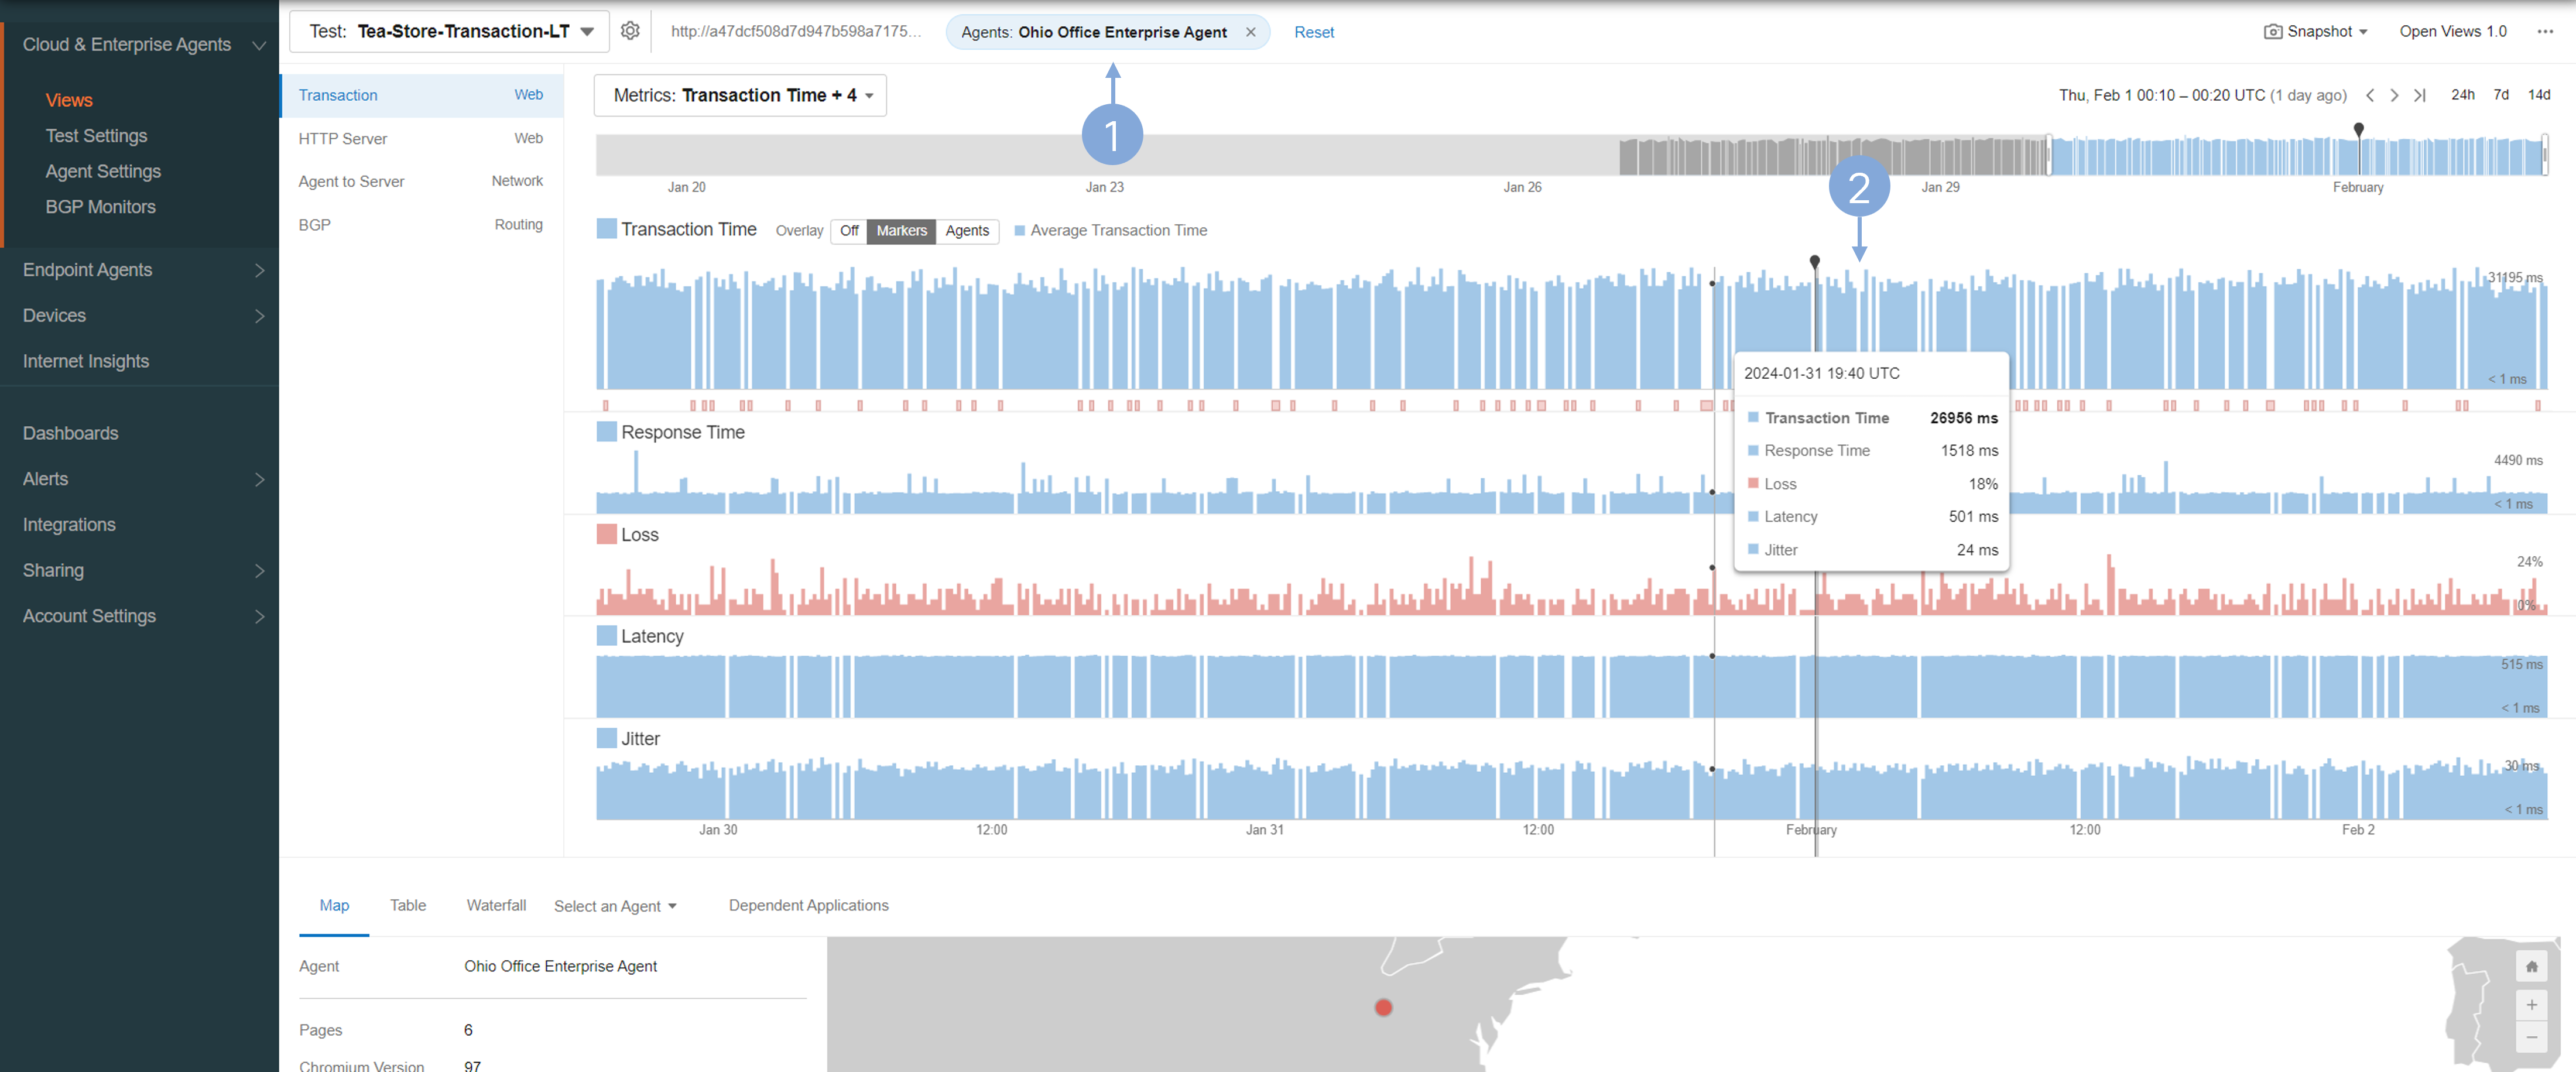 Cloud & Enterprise Agents
Views
Test Settings
Agent Settings
BGP Monitors
Endpoint Agents
Devices
Internet Insights
Dashboards
Alerts
Integrations
Sharing
Account Settings
Test: Tea-Store-Transaction-LT
http://a47dcf508d7d947b598a7175...
Agents: Ohio Office Enterprise Agent ×
Reset
Snapshot
Open Views 1.0
...
Transaction Web
HTTP Server Web
Agent to Server Network
BGP Routing
Metrics: Transaction Time + 4
1
Thu, Feb 1 00:10 – 00:20 UTC (1 day ago)
24h 7d 14d
Jan 20 Jan 23 Jan 26 Jan 29 February
2
Transaction Time Overlay Off Markers Agents Average Transaction Time
31195 ms
< 1 ms
2024-01-31 19:40 UTC
Transaction Time 26956 ms
Response Time 1518 ms
Loss 18%
Latency 501 ms
Jitter 24 ms
Response Time
4490 ms
< 1 ms
Loss
24%
0%
Latency
515 ms
< 1 ms
Jitter
30 ms
< 1 ms
Jan 30 12:00 Jan 31 12:00 February 12:00 Feb 2
Map Table Waterfall Select an Agent Dependent Applications
Agent Ohio Office Enterprise Agent
Pages 6
Chromium Version 97
+
−